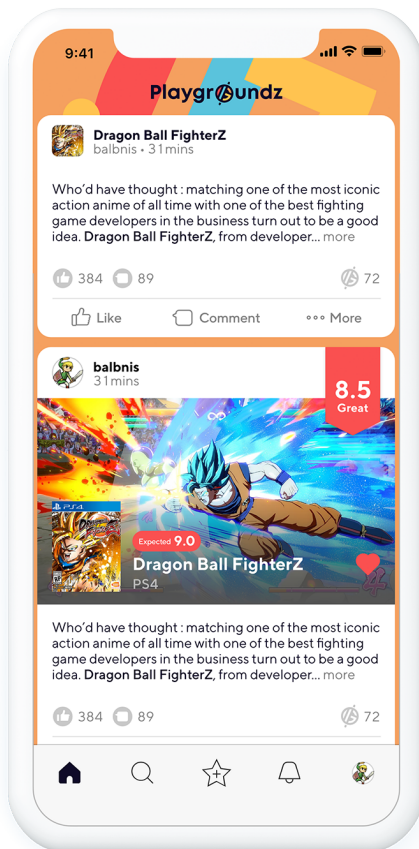 9:41
Playgroundz
Dragon Ball FighterZ
balbnis • 31mins
Who'd have thought : matching one of the most iconic
action anime of all time with one of the best fighting
game developers in the business turn out to be a good
idea. Dragon Ball FighterZ, from developer... more
384 89 72
Like Comment More
balbnis
31mins
8.5
Great
PS4
Expected 9.0
Dragon Ball FighterZ
PS4
Who'd have thought : matching one of the most iconic
action anime of all time with one of the best fighting
game developers in the business turn out to be a good
idea. Dragon Ball FighterZ, from developer... more
384 89 72